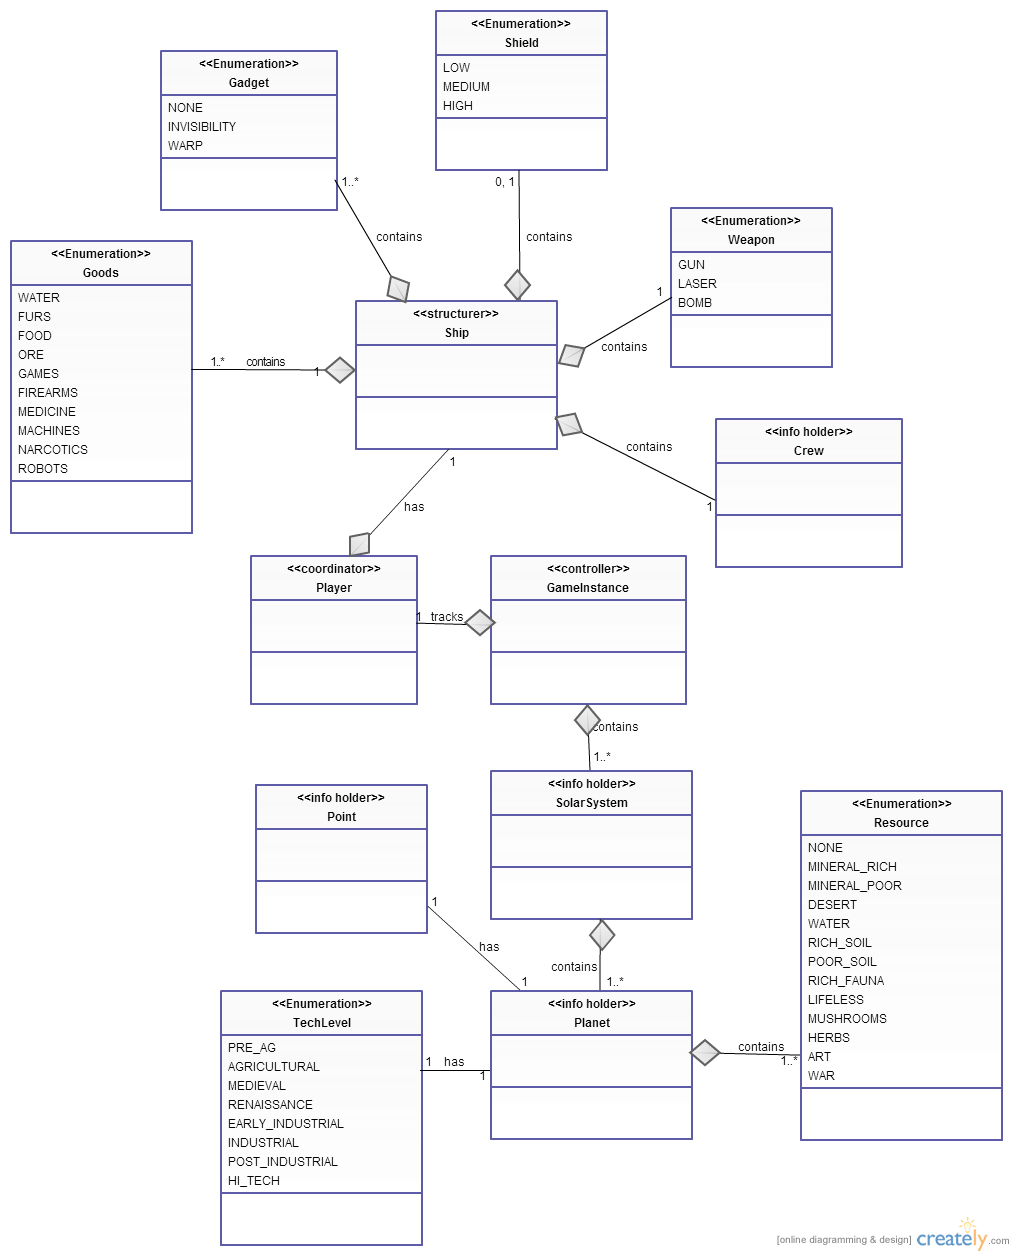 <<Enumeration>>
Shield
LOW
MEDIUM
HIGH
<<Enumeration>>
Gadget
NONE
INVISIBILITY
WARP
1..*
contains
0, 1
contains
<<Enumeration>>
Weapon
GUN
LASER
BOMB
1
contains
<<Enumeration>>
Goods
WATER
FURS
FOOD
ORE
GAMES
FIREARMS
MEDICINE
MACHINES
NARCOTICS
ROBOTS
1..*
contains
1
<<structurer>>
Ship
contains
1
<<info holder>>
Crew
1
has
<<coordinator>>
Player
1
tracks
<<controller>>
GameInstance
contains
1..*
<<info holder>>
SolarSystem
<<info holder>>
Point
1
has
1
contains
1..*
<<info holder>>
Planet
contains
1..*
<<Enumeration>>
Resource
NONE
MINERAL_RICH
MINERAL_POOR
DESERT
WATER
RICH_SOIL
POOR_SOIL
RICH_FAUNA
LIFELESS
MUSHROOMS
HERBS
ART
WAR
<<Enumeration>>
TechLevel
PRE_AG
AGRICULTURAL
MEDIEVAL
RENAISSANCE
EARLY_INDUSTRIAL
INDUSTRIAL
POST_INDUSTRIAL
HI_TECH
1
has
1
[online diagramming & design] creately.com